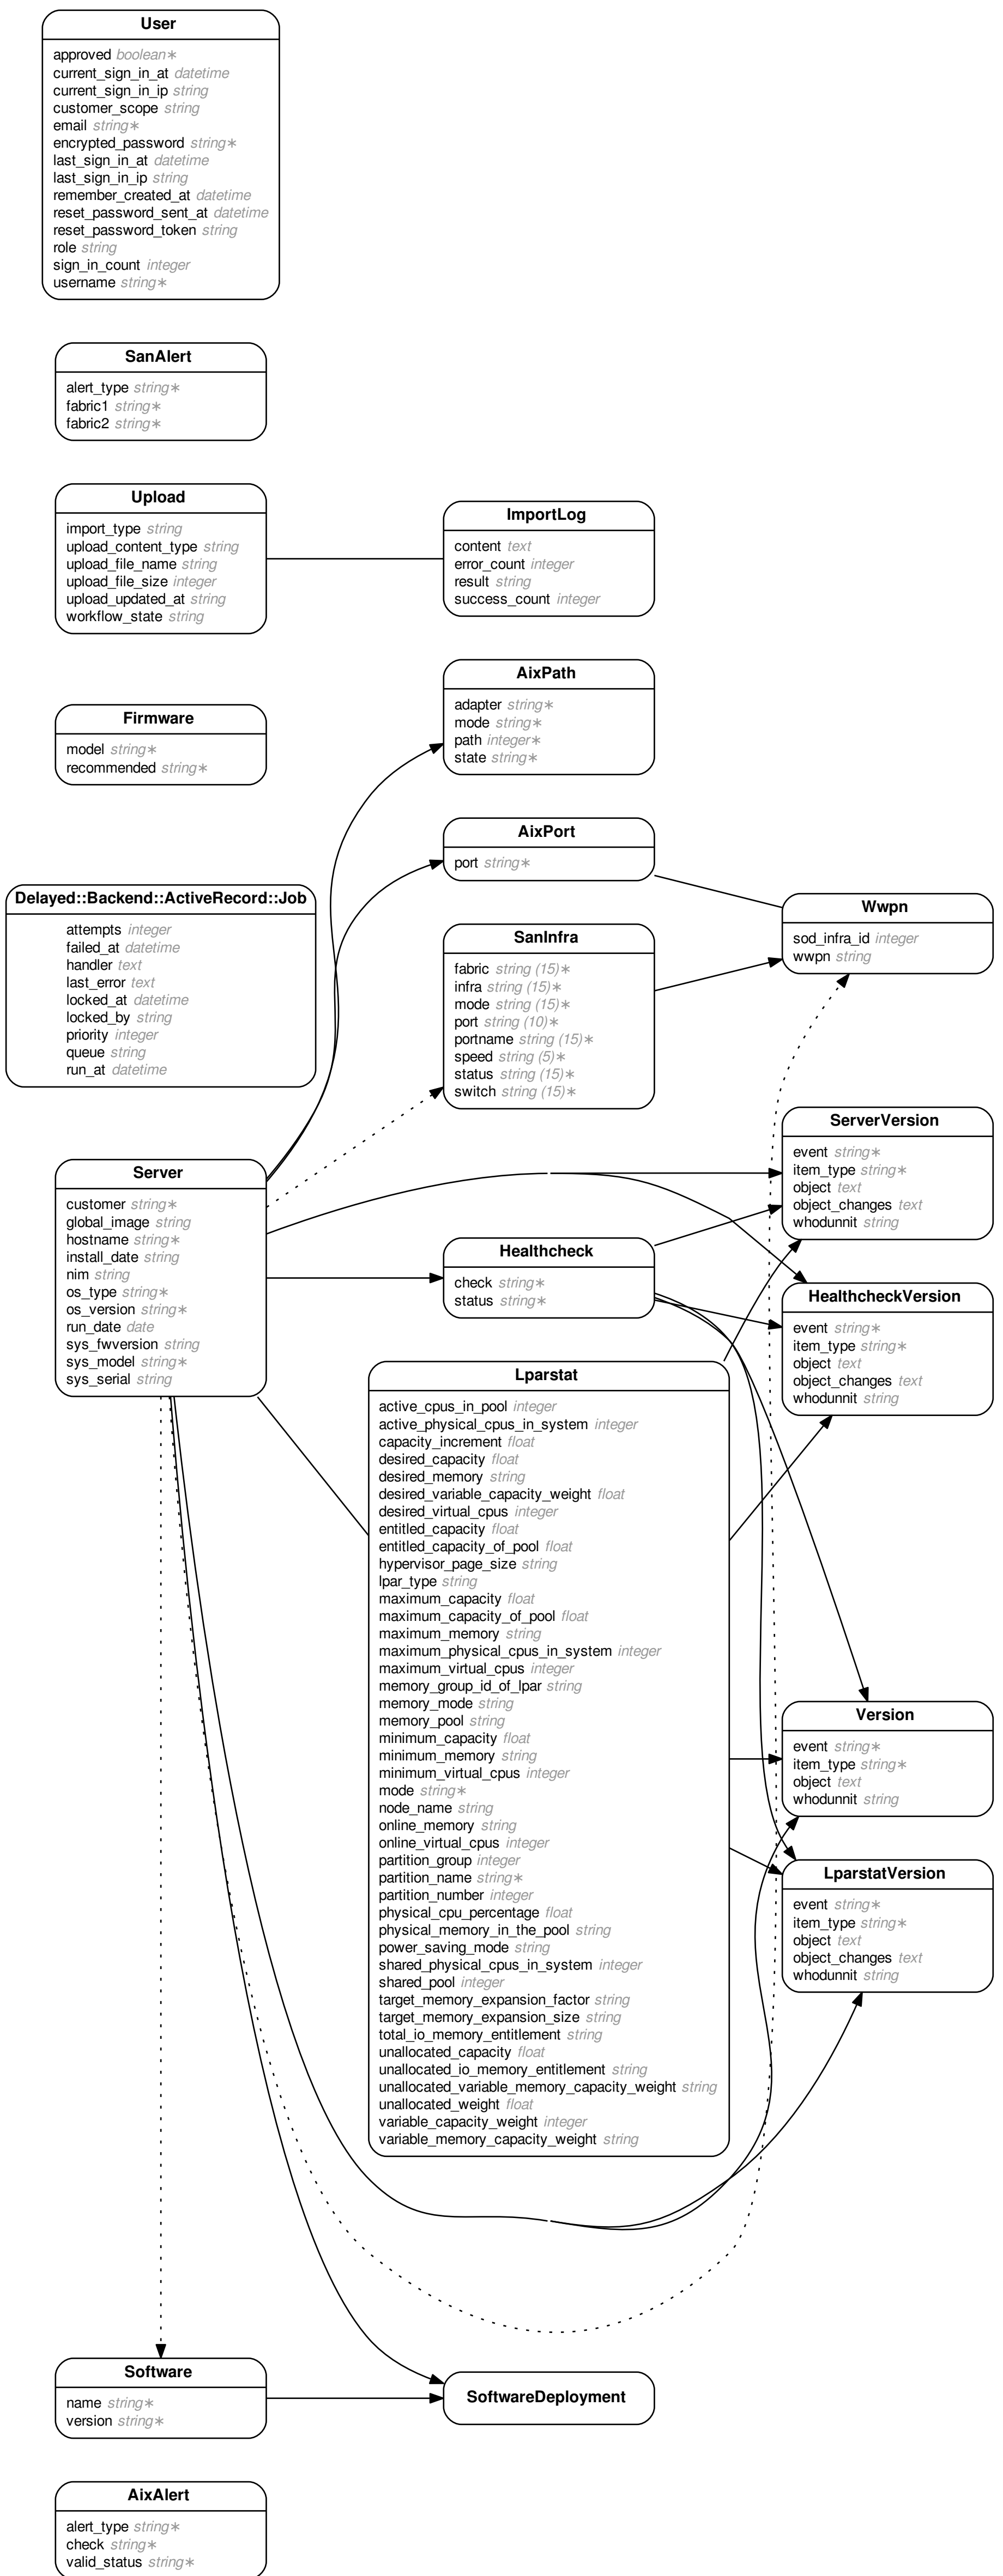 User
approved boolean∗
current_sign_in_at datetime
current_sign_in_ip string
customer_scope string
email string∗
encrypted_password string∗
last_sign_in_at datetime
last_sign_in_ip string
remember_created_at datetime
reset_password_sent_at datetime
reset_password_token string
role string
sign_in_count integer
username string∗
SanAlert
alert_type string∗
fabric1 string∗
fabric2 string∗
Upload
import_type string
upload_content_type string
upload_file_name string
upload_file_size integer
upload_updated_at string
workflow_state string
ImportLog
content text
error_count integer
result string
success_count integer
AixPath
adapter string∗
mode string∗
path integer∗
state string∗
Firmware
model string∗
recommended string∗
AixPort
port string∗
Delayed::Backend::ActiveRecord::Job
attempts integer
failed_at datetime
handler text
last_error text
locked_at datetime
locked_by string
priority integer
queue string
run_at datetime
Wwpn
sod_infra_id integer
wwpn string
SanInfra
fabric string (15)∗
infra string (15)∗
mode string (15)∗
port string (10)∗
portname string (15)∗
speed string (5)∗
status string (15)∗
switch string (15)∗
ServerVersion
event string∗
item_type string∗
object text
object_changes text
whodunnit string
Server
customer string∗
global_image string
hostname string∗
install_date string
nim string
os_type string∗
os_version string∗
run_date date
sys_fwversion string
sys_model string∗
sys_serial string
Healthcheck
check string∗
status string∗
HealthcheckVersion
event string∗
item_type string∗
object text
object_changes text
whodunnit string
Lparstat
active_cpus_in_pool integer
active_physical_cpus_in_system integer
capacity_increment float
desired_capacity float
desired_memory string
desired_variable_capacity_weight float
desired_virtual_cpus integer
entitled_capacity float
entitled_capacity_of_pool float
hypervisor_page_size string
lpar_type string
maximum_capacity float
maximum_capacity_of_pool float
maximum_memory string
maximum_physical_cpus_in_system integer
maximum_virtual_cpus integer
memory_group_id_of_lpar string
memory_mode string
memory_pool string
minimum_capacity float
minimum_memory string
minimum_virtual_cpus integer
mode string∗
node_name string
online_memory string
online_virtual_cpus integer
partition_group integer
partition_name string∗
partition_number integer
physical_cpu_percentage float
physical_memory_in_the_pool string
power_saving_mode string
shared_physical_cpus_in_system integer
shared_pool integer
target_memory_expansion_factor string
target_memory_expansion_size string
total_io_memory_entitlement string
unallocated_capacity float
unallocated_io_memory_entitlement string
unallocated_variable_memory_capacity_weight string
unallocated_weight float
variable_capacity_weight integer
variable_memory_capacity_weight string
Version
event string∗
item_type string∗
object text
whodunnit string
LparstatVersion
event string∗
item_type string∗
object text
object_changes text
whodunnit string
Software
name string∗
version string∗
SoftwareDeployment
AixAlert
alert_type string∗
check string∗
valid_status string∗